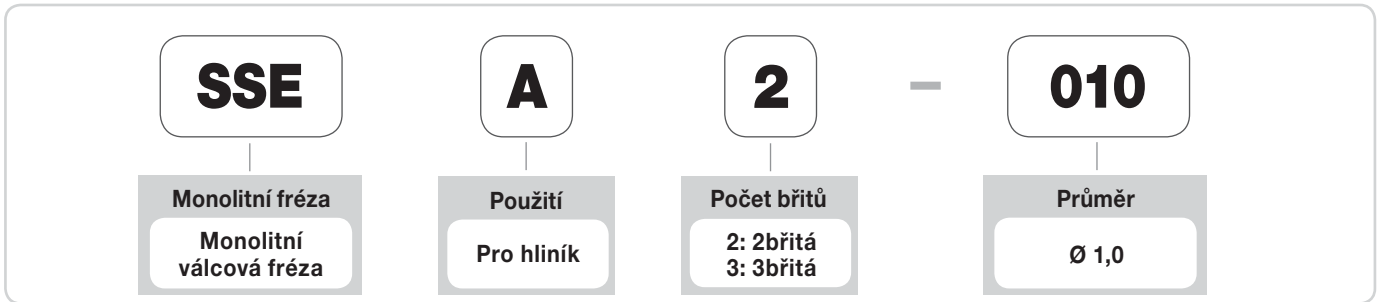 SSE A 2 – 010
Monolitní fréza
Monolitní
válcová fréza
Použití
Pro hliník
Počet břitů
2: 2břitá
3: 3břitá
Průměr
Ø 1,0